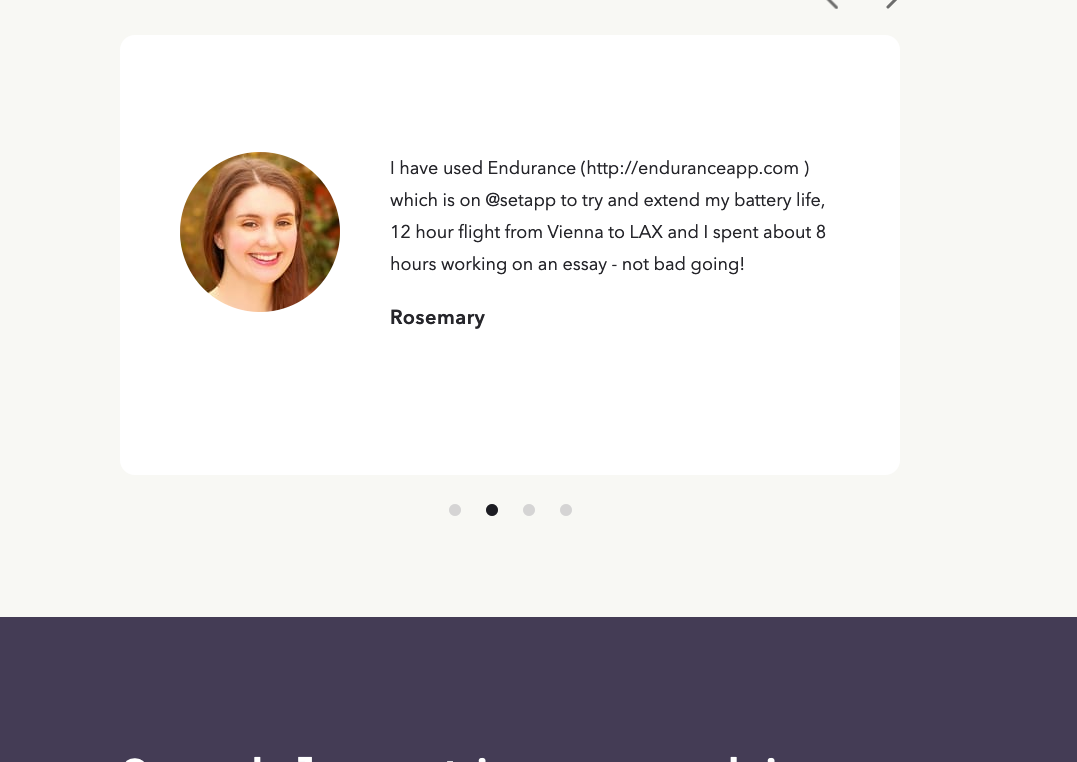 I have used Endurance (http://enduranceapp.com )
which is on @setapp to try and extend my battery life,
12 hour flight from Vienna to LAX and I spent about 8
hours working on an essay - not bad going!
Rosemary